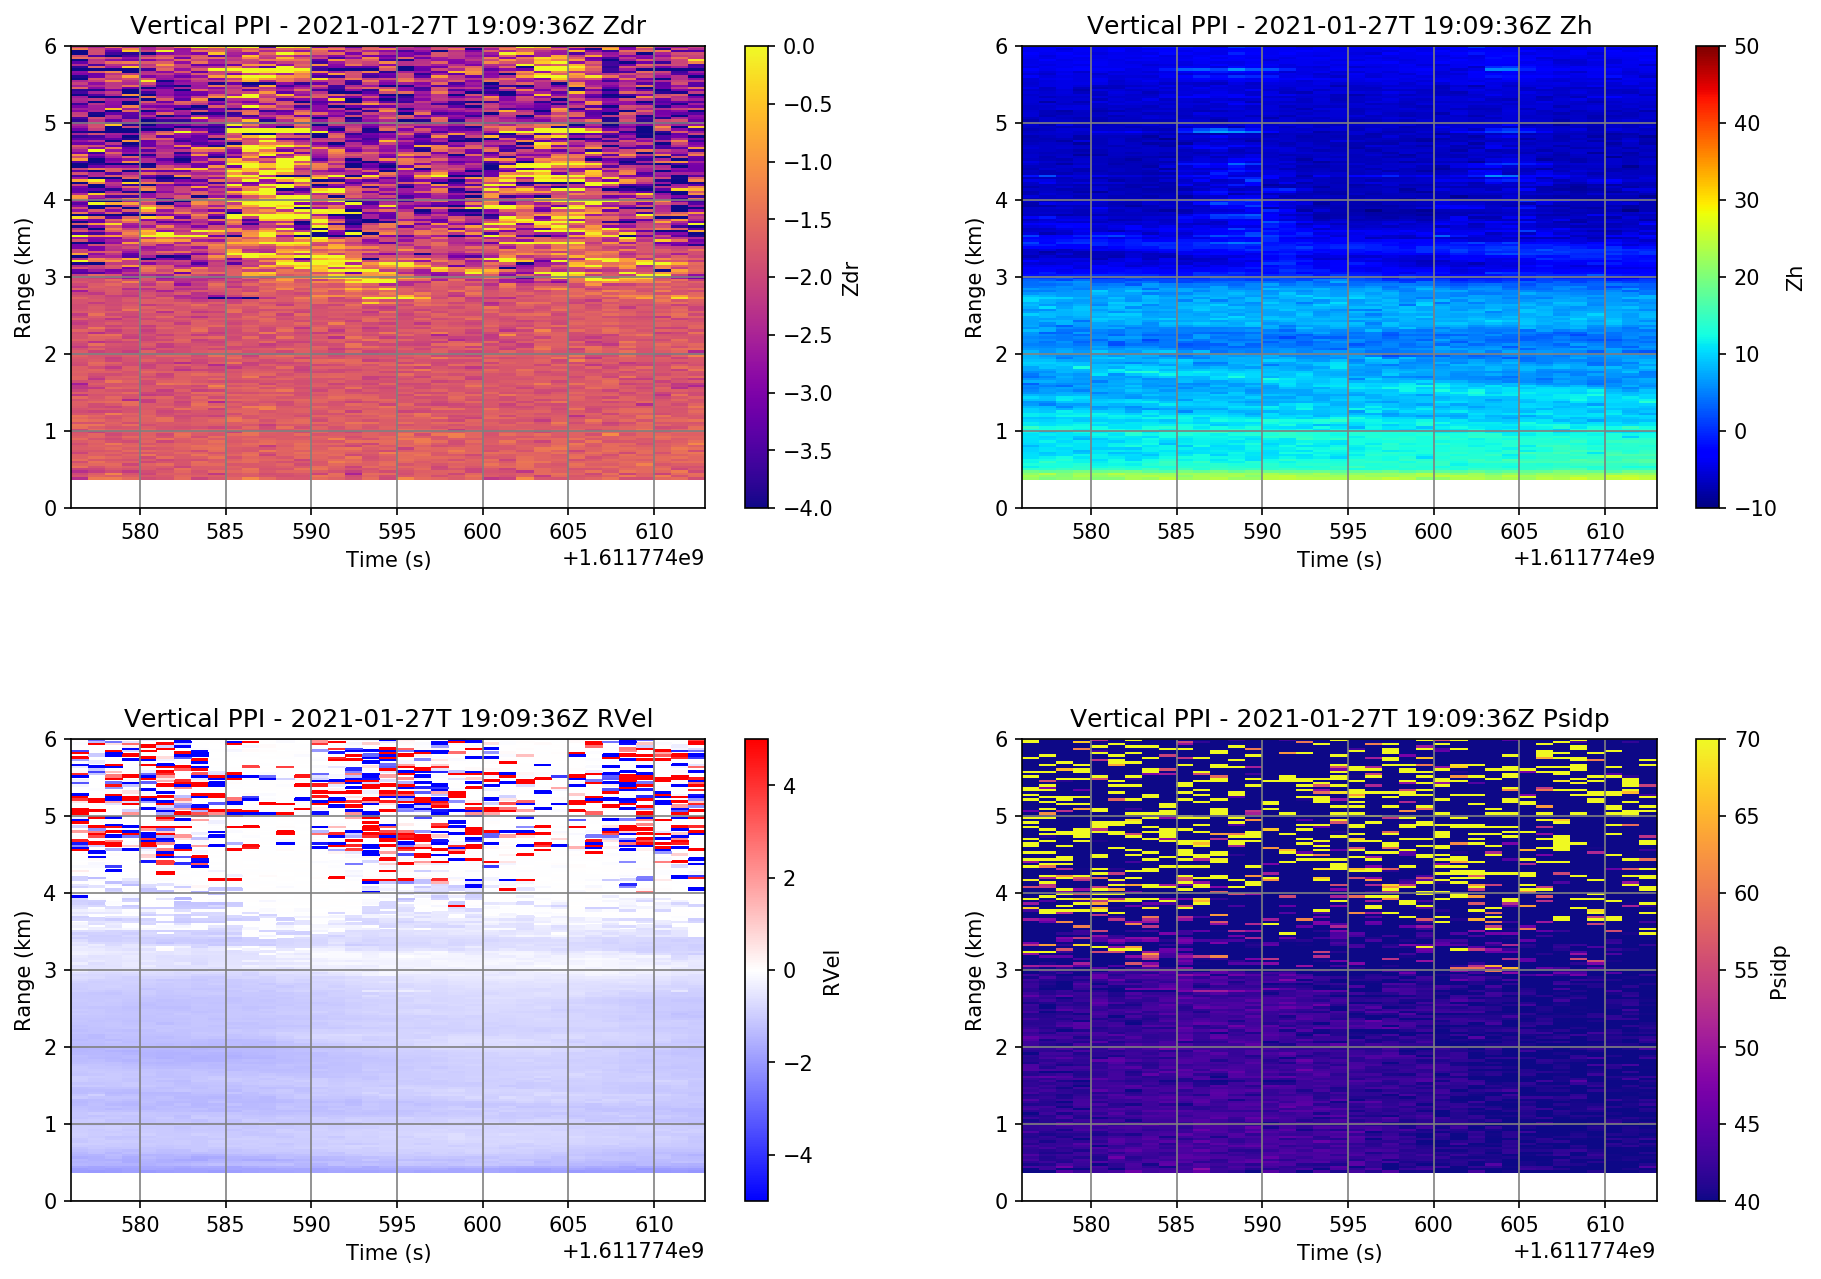 Vertical PPI - 2021-01-27T 19:09:36Z Zdr
6
5
4
3
2
1
0
Range (km)
580 585 590 595 600 605 610
Time (s)
+1.611774e9
0.0
−0.5
−1.0
−1.5
−2.0
−2.5
−3.0
−3.5
−4.0
Zdr
Vertical PPI - 2021-01-27T 19:09:36Z Zh
6
5
4
3
2
1
0
Range (km)
580 585 590 595 600 605 610
Time (s)
+1.611774e9
50
40
30
20
10
0
−10
Zh
Vertical PPI - 2021-01-27T 19:09:36Z RVel
6
5
4
3
2
1
0
Range (km)
580 585 590 595 600 605 610
Time (s)
+1.611774e9
4
2
0
−2
−4
RVel
Vertical PPI - 2021-01-27T 19:09:36Z Psidp
6
5
4
3
2
1
0
Range (km)
580 585 590 595 600 605 610
Time (s)
+1.611774e9
70
65
60
55
50
45
40
Psidp